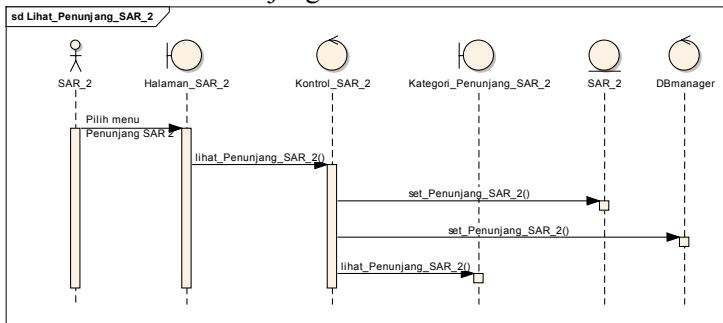 sd Lihat_Penunjang_SAR_2
SAR_2
Halaman_SAR_2
Kontrol_SAR_2
Kategori_Penunjang_SAR_2
SAR_2
DBmanager
Pilih menu
Penunjang SAR 2
lihat_Penunjang_SAR_2()
set_Penunjang_SAR_2()
set_Penunjang_SAR_2()
lihat_Penunjang_SAR_2()